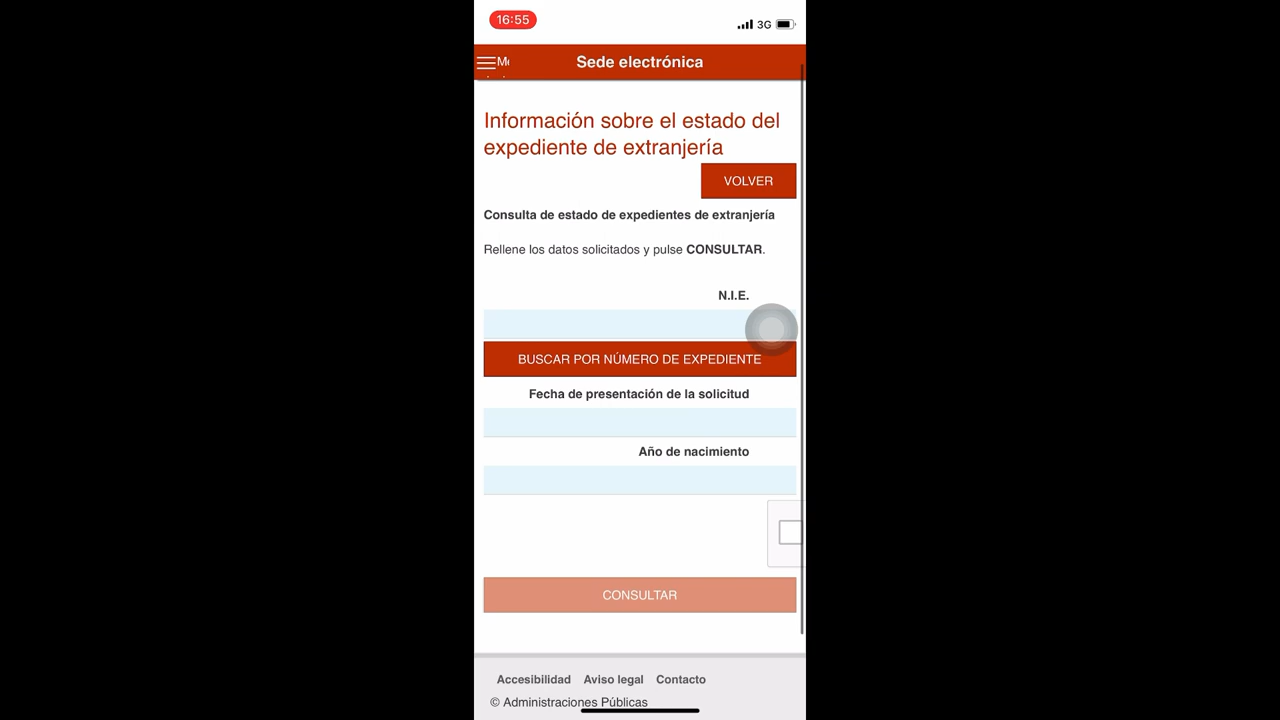 16:55
3G
Sede electrónica
Información sobre el estado del
expediente de extranjería
VOLVER
Consulta de estado de expedientes de extranjería
Rellene los datos solicitados y pulse CONSULTAR.
N.I.E.
BUSCAR POR NÚMERO DE EXPEDIENTE
Fecha de presentación de la solicitud
Año de nacimiento
CONSULTAR
Accesibilidad Aviso legal Contacto
© Administraciones Públicas